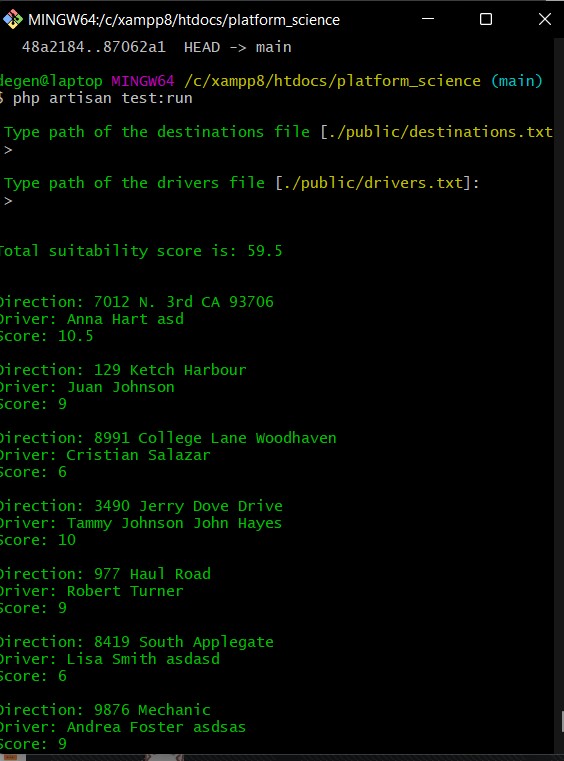 MINGW64:/c/xampp8/htdocs/platform_science
48a2184..87062a1 HEAD -> main
degen@laptop MINGW64 /c/xampp8/htdocs/platform_science (main)
$ php artisan test:run
Type path of the destinations file [./public/destinations.txt
>
Type path of the drivers file [./public/drivers.txt]:
>
Total suitability score is: 59.5
Direction: 7012 N. 3rd CA 93706
Driver: Anna Hart asd
Score: 10.5
Direction: 129 Ketch Harbour
Driver: Juan Johnson
Score: 9
Direction: 8991 College Lane Woodhaven
Driver: Cristian Salazar
Score: 6
Direction: 3490 Jerry Dove Drive
Driver: Tammy Johnson John Hayes
Score: 10
Direction: 977 Haul Road
Driver: Robert Turner
Score: 9
Direction: 8419 South Applegate
Driver: Lisa Smith asdasd
Score: 6
Direction: 9876 Mechanic
Driver: Andrea Foster asdsas
Score: 9